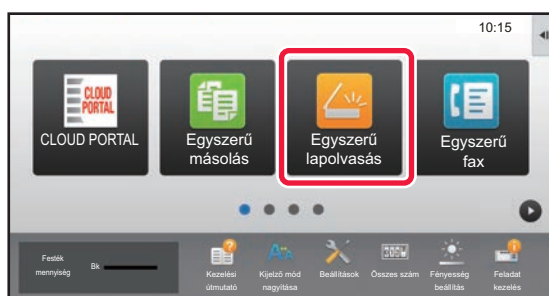 10:15
CLOUD
PORTAL
CLOUD PORTAL
Egyszerű
másolás
Egyszerű
lapolvasás
Egyszerű
fax
Festék
mennyiség
Bk
Kezelési
útmutató
Kijelző mód
nagyítása
Beállítások
Összes szám
Fényesség
beállítás
Feladat
kezelés